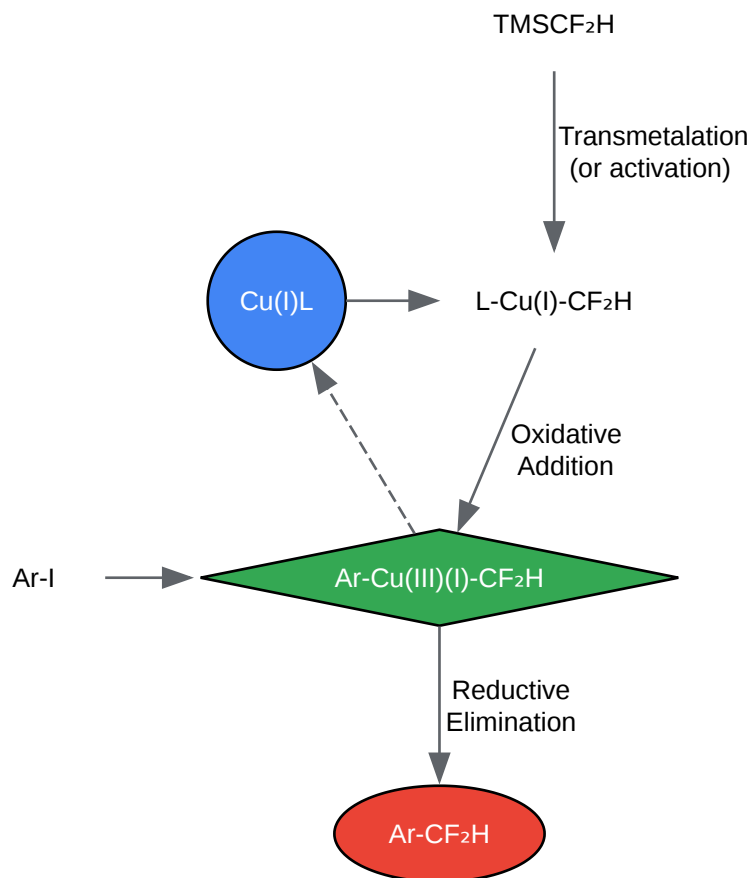 TMSCF₂H
Transmetalation
(or activation)
Cu(I)L
L-Cu(I)-CF₂H
Oxidative
Addition
Ar-I
Ar-Cu(III)(I)-CF₂H
Reductive
Elimination
Ar-CF₂H